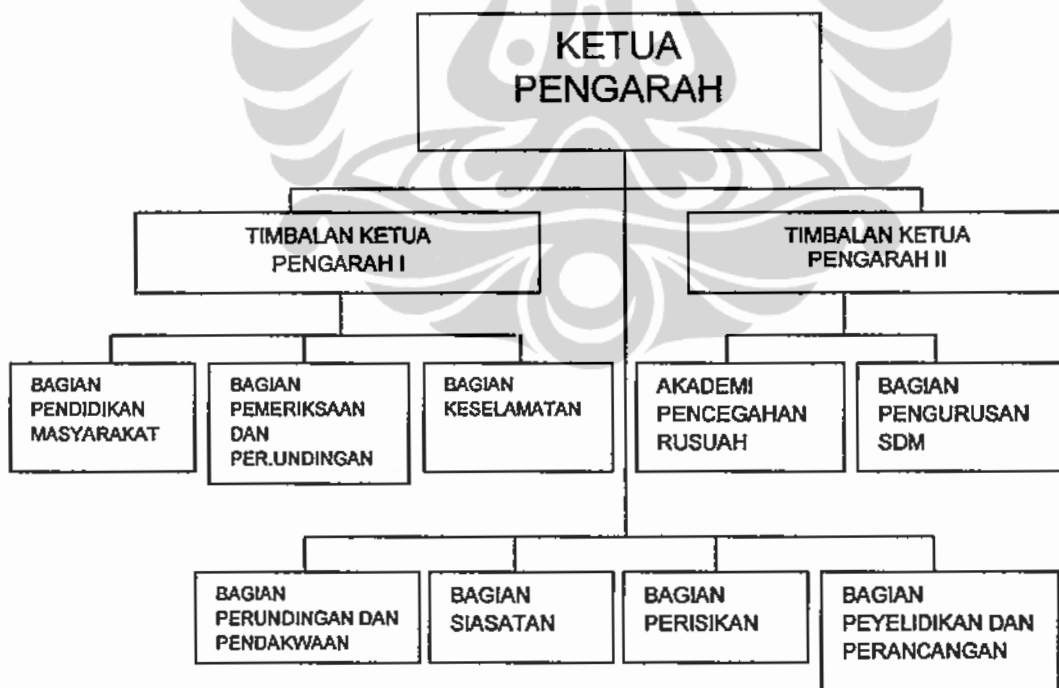 KETUA
PENGARAH
TIMBALAN KETUA
PENGARAH I
TIMBALAN KETUA
PENGARAH II
BAGIAN
PENDIDIKAN
MASYARAKAT
BAGIAN
PEMERIKSAAN
DAN
PER.UNDINGAN
BAGIAN
KESELAMATAN
AKADEMI
PENCEGAHAN
RUSUAH
BAGIAN
PENGURUSAN
SDM
BAGIAN
PERUNDINGAN DAN
PENDAKWAAN
BAGIAN
SIASATAN
BAGIAN
PERISIKAN
BAGIAN
PEYELIDIKAN DAN
PERANCANGAN